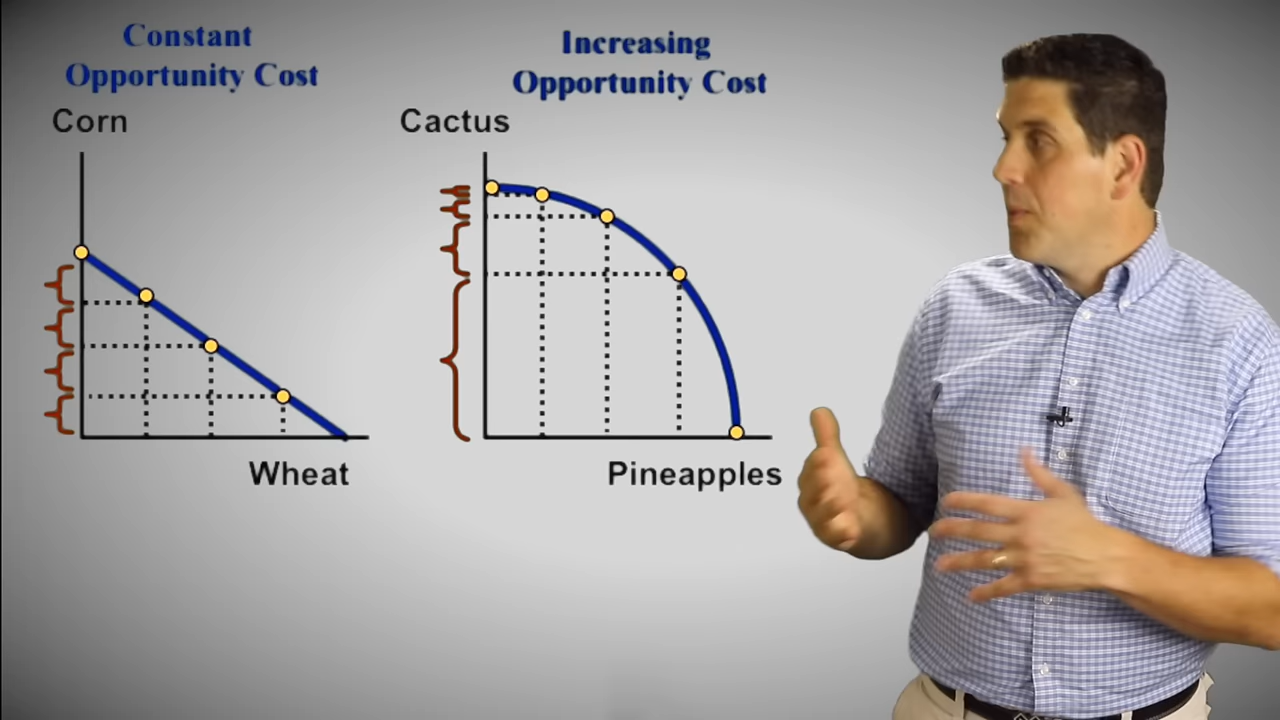 Constant
Opportunity Cost
Corn
Wheat
Increasing
Opportunity Cost
Cactus
Pineapples